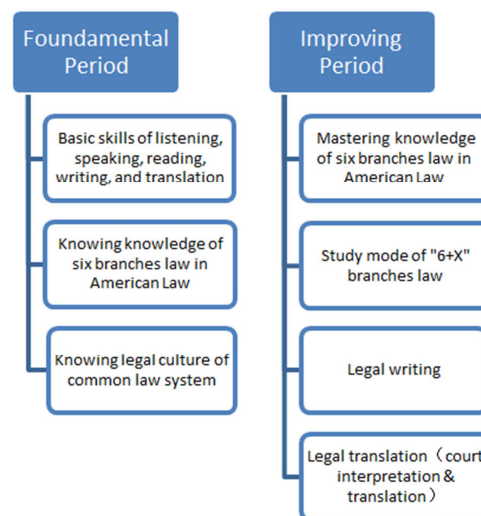 Foundamental
Period
Basic skills of listening,
speaking, reading,
writing, and translation
Knowing knowledge of
six branches law in
American Law
Knowing legal culture of
common law system
Improving
Period
Mastering knowledge
of six branches law in
American Law
Study mode of "6+X"
branches law
Legal writing
Legal translation（court
interpretation &
translation）